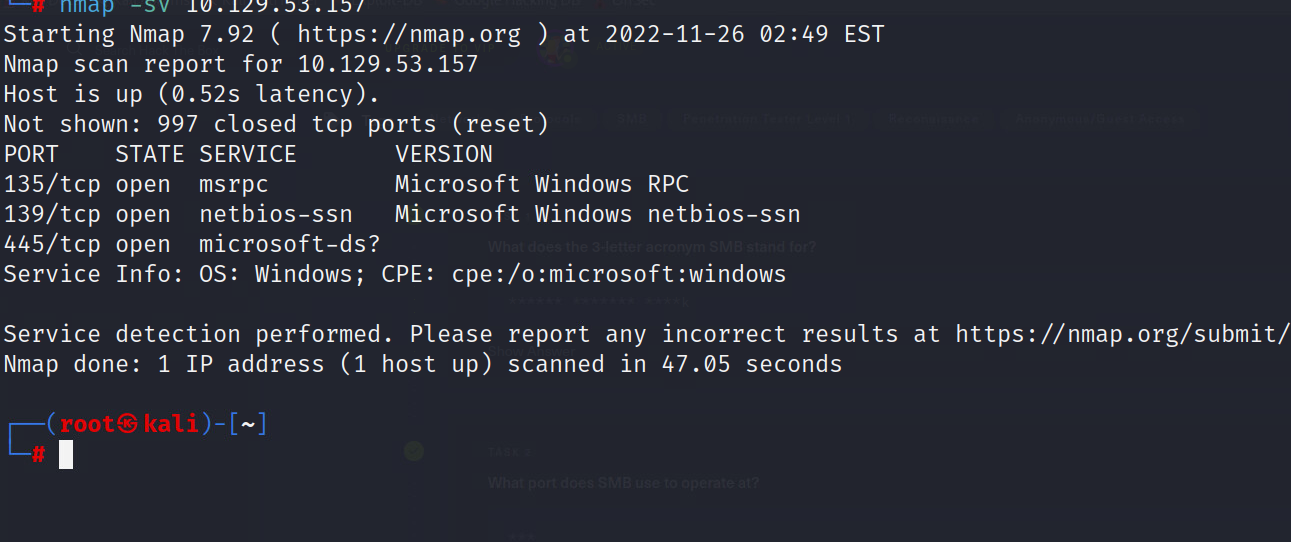 └─# nmap -sV 10.129.53.157
Starting Nmap 7.92 ( https://nmap.org ) at 2022-11-26 02:49 EST
Nmap scan report for 10.129.53.157
Host is up (0.52s latency).
Not shown: 997 closed tcp ports (reset)
PORT    STATE SERVICE       VERSION
135/tcp open  msrpc         Microsoft Windows RPC
139/tcp open  netbios-ssn   Microsoft Windows netbios-ssn
445/tcp open  microsoft-ds?
What does the 3-letter acronym SMB stand for?
Service Info: OS: Windows; CPE: cpe:/o:microsoft:windows
****** ******* *****
Service detection performed. Please report any incorrect results at https://nmap.org/submit/
Nmap done: 1 IP address (1 host up) scanned in 47.05 seconds
┌──(root㉿kali)-[~]
└─#
TASK
What port does SMB use to operate at?
***